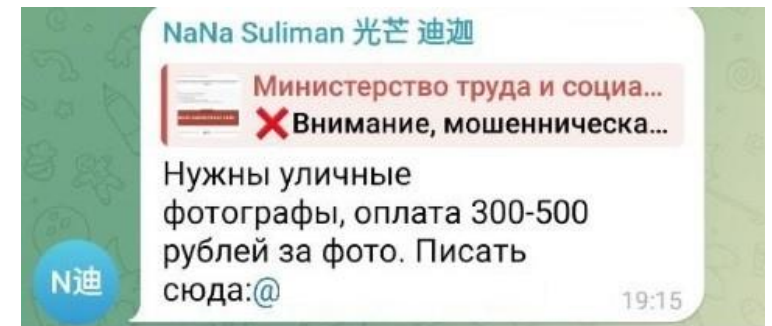 NaNa Suliman 光芒 迪迦
Министерство труда и социа...
❌Внимание, мошенническа...
Нужны уличные
фотографы, оплата 300-500
рублей за фото. Писать
сюда:@
N迪
19:15